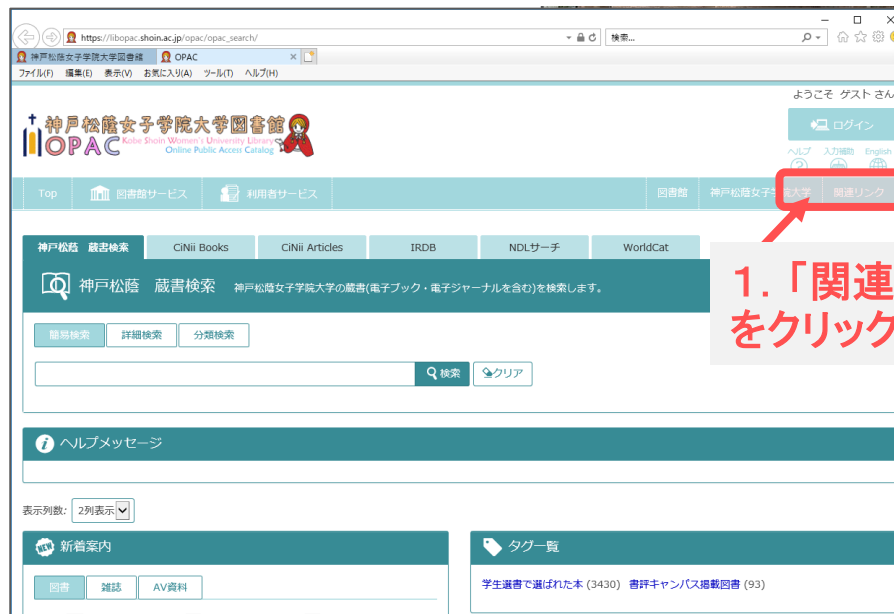 https://libopac.shoin.ac.jp/opac/opac_search/
検索...
神戸松蔭女子学院大学図書館
OPAC
ファイル(F) 編集(E) 表示(V) お気に入り(A) ツール(T) ヘルプ(H)
ようこそ ゲスト さん
神戸松蔭女子学院大学図書館
OPAC Kobe Shoin Women's University Library
Online Public Access Catalog
ログイン
ヘルプ 入力補助 English
Top 図書館サービス 利用者サービス 図書館 神戸松蔭女子学院大学 関連リンク
神戸松蔭 蔵書検索 CiNii Books CiNii Articles IRDB NDLサーチ WorldCat
神戸松蔭 蔵書検索 神戸松蔭女子学院大学の蔵書(電子ブック・電子ジャーナルを含む)を検索します。
1.「関連
をクリック
簡易検索 詳細検索 分類検索
検索 クリア
ヘルプメッセージ
表示列数: 2列表示
NEW 新着案内
タグ一覧
図書 雑誌 AV資料
学生選書で選ばれた本 (3430) 書評キャンパス掲載図書 (93)